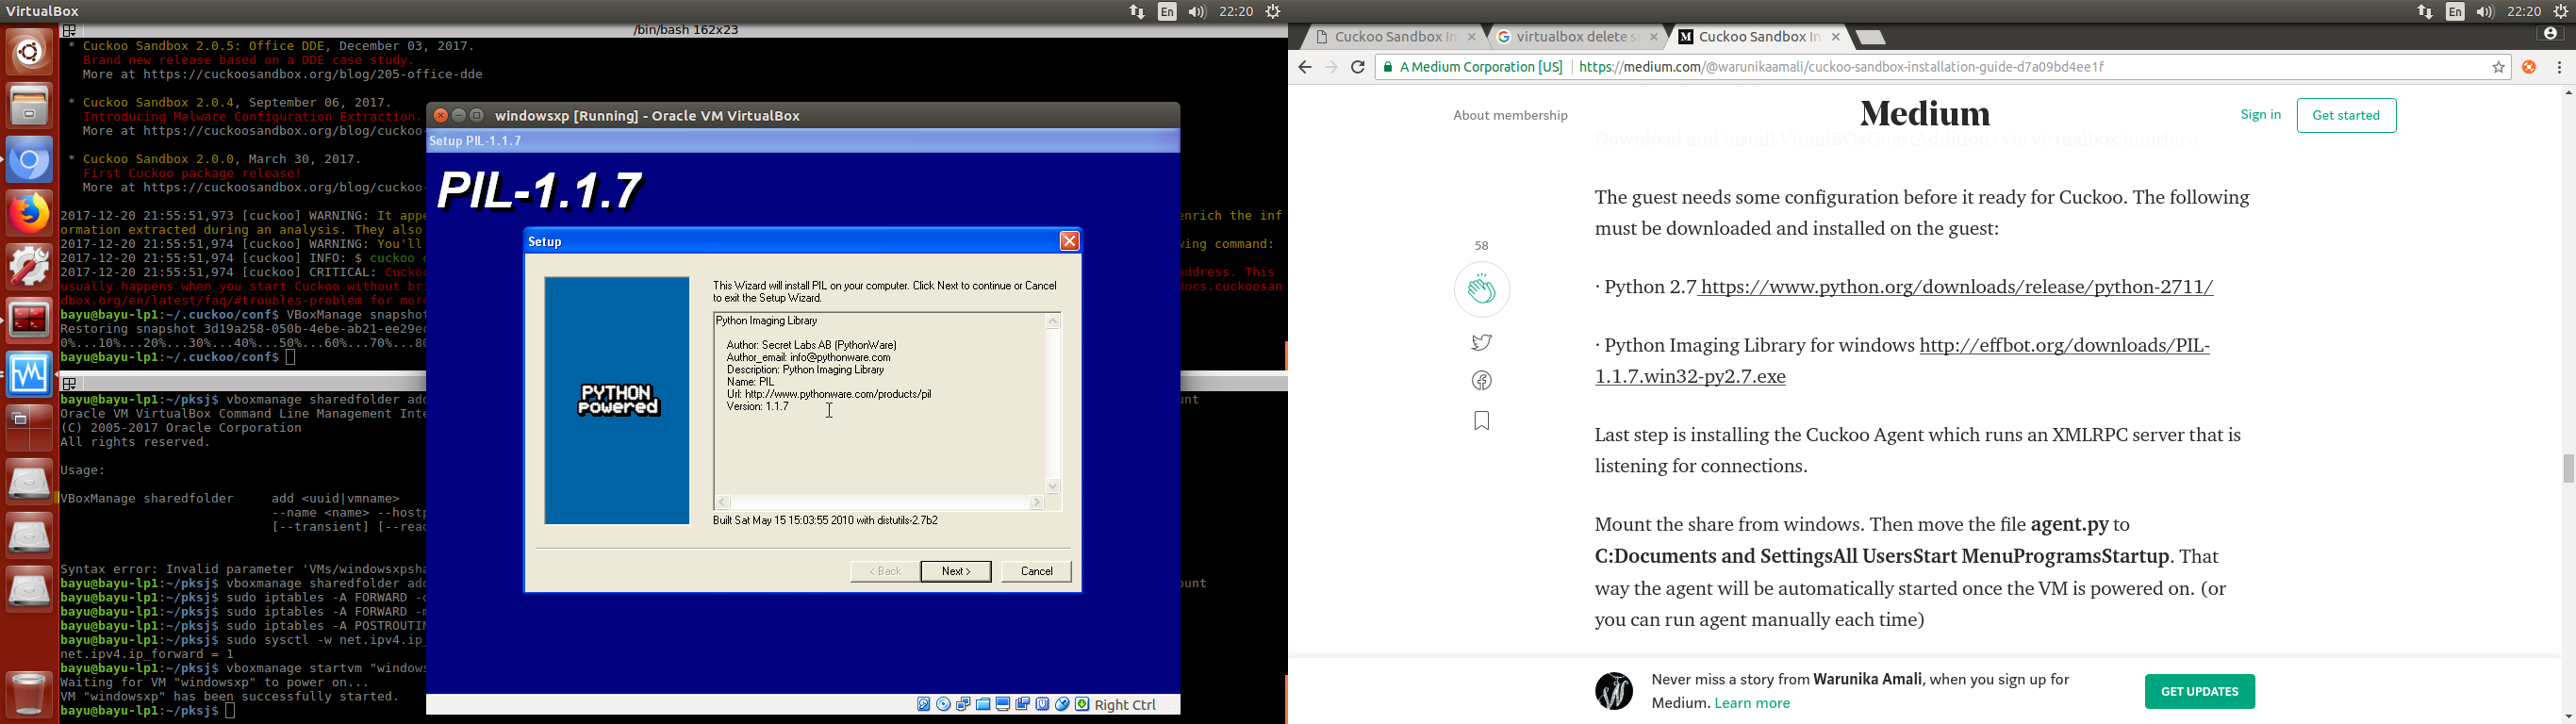 VirtualBox
En
22:20
/bin/bash 162x23
* Cuckoo Sandbox 2.0.5: Office DDE, December 03, 2017.
Brand new release based on a DDE case study.
More at https://cuckoosandbox.org/blog/205-office-dde
* Cuckoo Sandbox 2.0.4, September 06, 2017.
Introducing Malware Configuration Extraction.
More at https://cuckoosandbox.org/blog/cuckoo-
* Cuckoo Sandbox 2.0.0, March 30, 2017.
First Cuckoo package release!
More at https://cuckoosandbox.org/blog/cuckoo-
2017-12-20 21:55:51,973 [cuckoo] WARNING: It appe
enrich the inf
ormation extracted during an analysis. They also
2017-12-20 21:55:51,974 [cuckoo] WARNING: You'll
wing command:
2017-12-20 21:55:51,974 [cuckoo] INFO: $ cuckoo
2017-12-20 21:55:51,974 [cuckoo] CRITICAL: Cuckoo
address. This
usually happens when you start Cuckoo without bri
docs.cuckoosan
dbox.org/en/latest/faq/#troubles-problem for more
bayu@bayu-lp1:~/.cuckoo/conf$ VBoxManage snapshot
Restoring snapshot 3d19a258-050b-4ebe-ab21-ee29ec
0%...10%...20%...30%...40%...50%...60%...70%...80
bayu@bayu-lp1:~/.cuckoo/conf$
bayu@bayu-lp1:~/pksj$ vboxmanage sharedfolder add
unt
Oracle VM VirtualBox Command Line Management Inte
(C) 2005-2017 Oracle Corporation
All rights reserved.
Usage:
VBoxManage sharedfolder     add <uuid|vmname>
--name <name> --hostp
[--transient] [--read
Syntax error: Invalid parameter 'VMs/windowsxpsha
bayu@bayu-lp1:~/pksj$ vboxmanage sharedfolder add
ount
bayu@bayu-lp1:~/pksj$ sudo iptables -A FORWARD -o
bayu@bayu-lp1:~/pksj$ sudo iptables -A FORWARD -m
bayu@bayu-lp1:~/pksj$ sudo iptables -A POSTROUTIN
bayu@bayu-lp1:~/pksj$ sudo sysctl -w net.ipv4.ip_
net.ipv4.ip_forward = 1
bayu@bayu-lp1:~/pksj$ vboxmanage startvm "windows
Waiting for VM "windowsxp" to power on...
VM "windowsxp" has been successfully started.
bayu@bayu-lp1:~/pksj$
windowsxp [Running] - Oracle VM VirtualBox
Setup PIL-1.1.7
PIL-1.1.7
Setup
PYTHON
powered
This Wizard will install PIL on your computer. Click Next to continue or Cancel
to exit the Setup Wizard.
Python Imaging Library
Author: Secret Labs AB (PythonWare)
Author_email: info@pythonware.com
Description: Python Imaging Library
Name: PIL
Url: http://www.pythonware.com/products/pil
Version: 1.1.7
Built Sat May 15 15:03:55 2010 with distutils-2.7b2
< Back
Next >
Cancel
Right Ctrl
En
22:20
Cuckoo Sandbox In
virtualbox delete s
Cuckoo Sandbox In
A Medium Corporation [US]
https://medium.com/@warunikaamali/cuckoo-sandbox-installation-guide-d7a09bd4ee1f
About membership
Medium
Sign in
Get started
Download and install VitualBOxGuestAdditions via virtualbox interface.
The guest needs some configuration before it ready for Cuckoo. The following
must be downloaded and installed on the guest:
58
· Python 2.7 https://www.python.org/downloads/release/python-2711/
· Python Imaging Library for windows http://effbot.org/downloads/PIL-
1.1.7.win32-py2.7.exe
Last step is installing the Cuckoo Agent which runs an XMLRPC server that is
listening for connections.
Mount the share from windows. Then move the file agent.py to
C:Documents and SettingsAll UsersStart MenuProgramsStartup. That
way the agent will be automatically started once the VM is powered on. (or
you can run agent manually each time)
Never miss a story from Warunika Amali, when you sign up for
Medium. Learn more
GET UPDATES